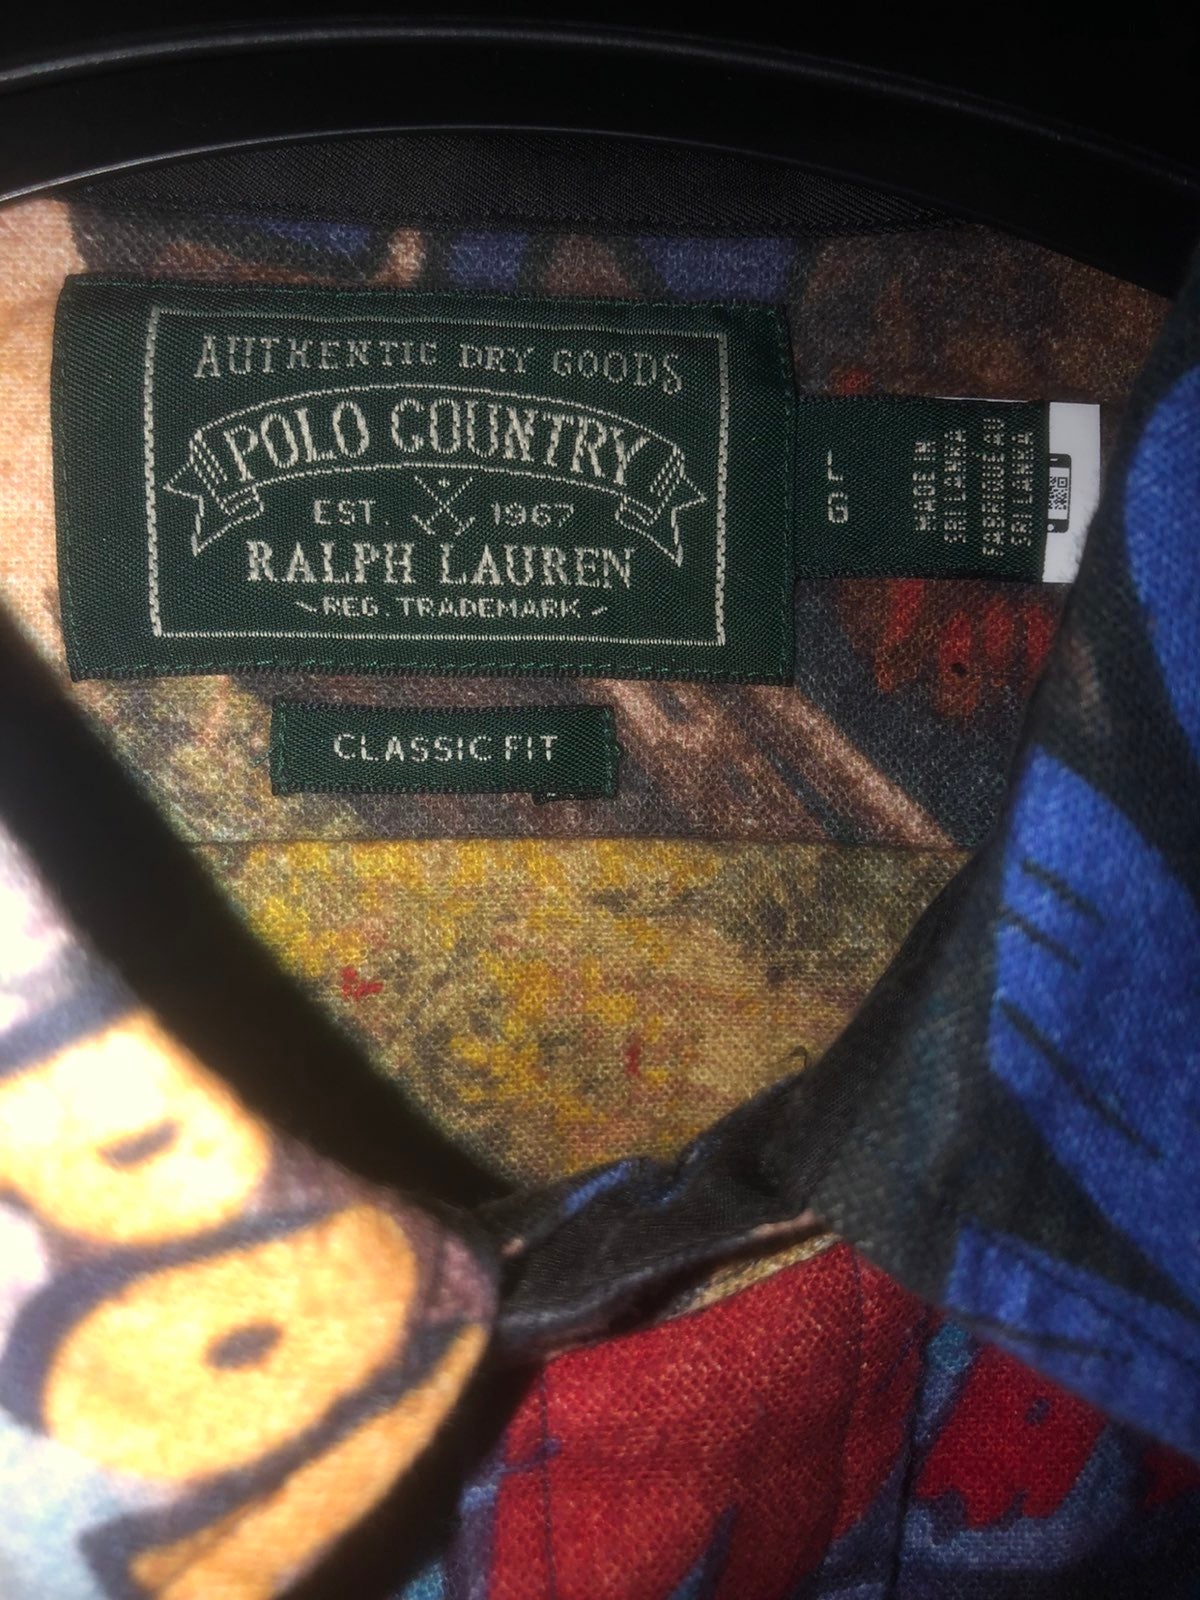 AUTHENTIC DRY GOODS
POLO COUNTRY
EST. 1967
RALPH LAUREN
REG. TRADEMARK
CLASSIC FIT
L
G
MADE IN
SRI LANKA
FABRIQUÉ AU
SRI LANKA